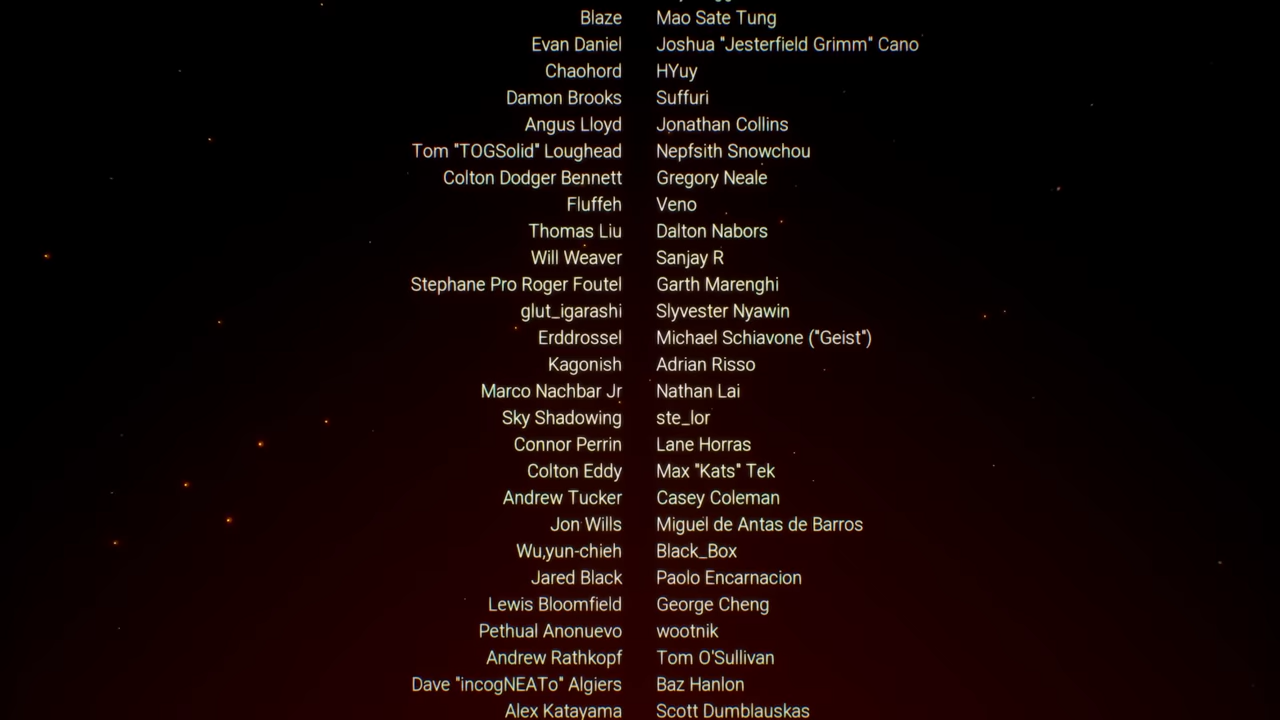 Blaze Mao Sate Tung
Evan Daniel Joshua "Jesterfield Grimm" Cano
Chaohord HYuy
Damon Brooks Suffuri
Angus Lloyd Jonathan Collins
Tom "TOGSolid" Loughead Nepfsith Snowchou
Colton Dodger Bennett Gregory Neale
Fluffeh Veno
Thomas Liu Dalton Nabors
Will Weaver Sanjay R
Stephane Pro Roger Foutel Garth Marenghi
glut_igarashi Slyvester Nyawin
Erddrossel Michael Schiavone ("Geist")
Kagonish Adrian Risso
Marco Nachbar Jr Nathan Lai
Sky Shadowing ste_lor
Connor Perrin Lane Horras
Colton Eddy Max "Kats" Tek
Andrew Tucker Casey Coleman
Jon Wills Miguel de Antas de Barros
Wu,yun-chieh Black_Box
Jared Black Paolo Encarnacion
Lewis Bloomfield George Cheng
Pethual Anonuevo wootnik
Andrew Rathkopf Tom O'Sullivan
Dave "incogNEATo" Algiers Baz Hanlon
Alex Katayama Scott Dumblauskas